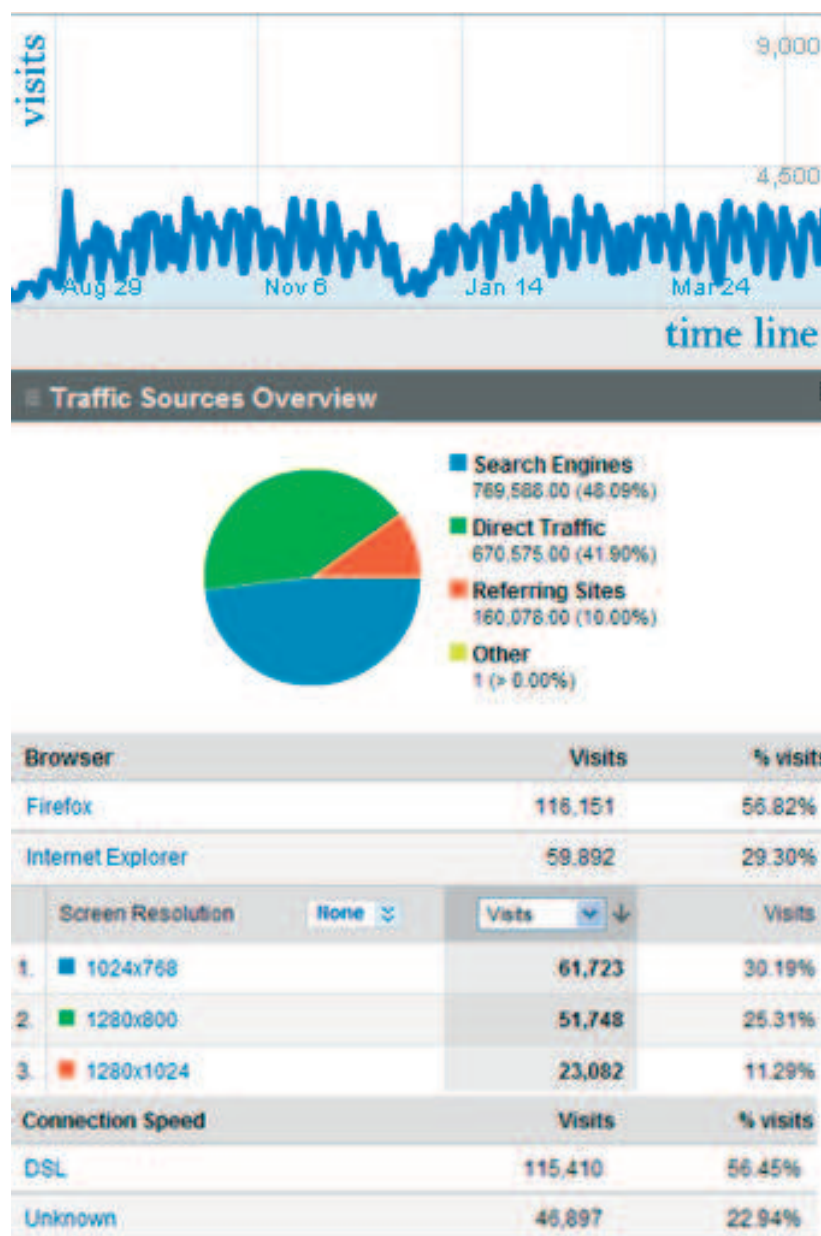 visits
9,000
4,500
Aug 29 Nov 6 Jan 14 Mar 24
time line
Traffic Sources Overview
Search Engines
769,588.00 (48.09%)
Direct Traffic
670,575.00 (41.90%)
Referring Sites
160,078.00 (10.00%)
Other
1 (> 0.00%)
Browser Visits % visits
Firefox 116,151 56.82%
Internet Explorer 59,892 29.30%
Screen Resolution None Visits Visits
1. 1024x768 61,723 30.19%
2. 1280x800 51,748 25.31%
3. 1280x1024 23,082 11.29%
Connection Speed Visits % visits
DSL 115,410 56.45%
Unknown 46,897 22.94%